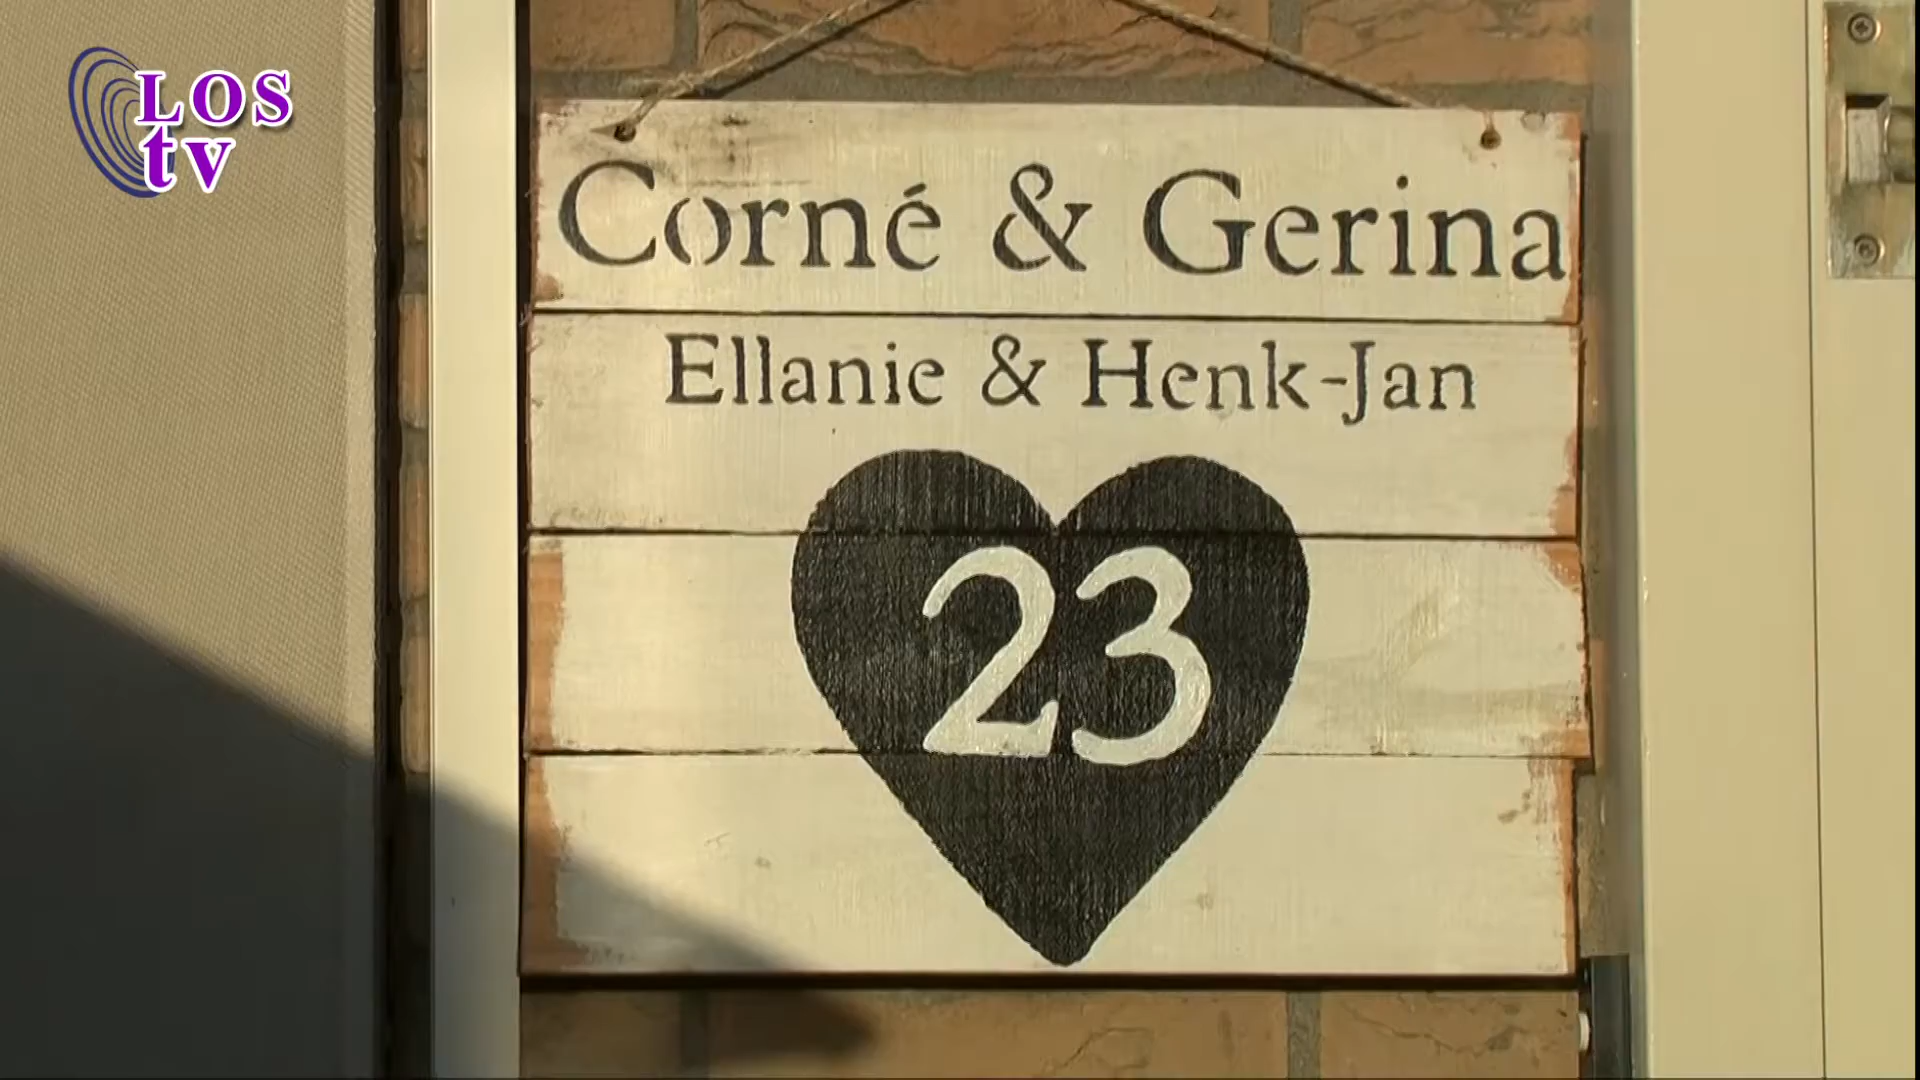 LOS
tv
Corné & Gerina
Ellanie & Henk-Jan
23